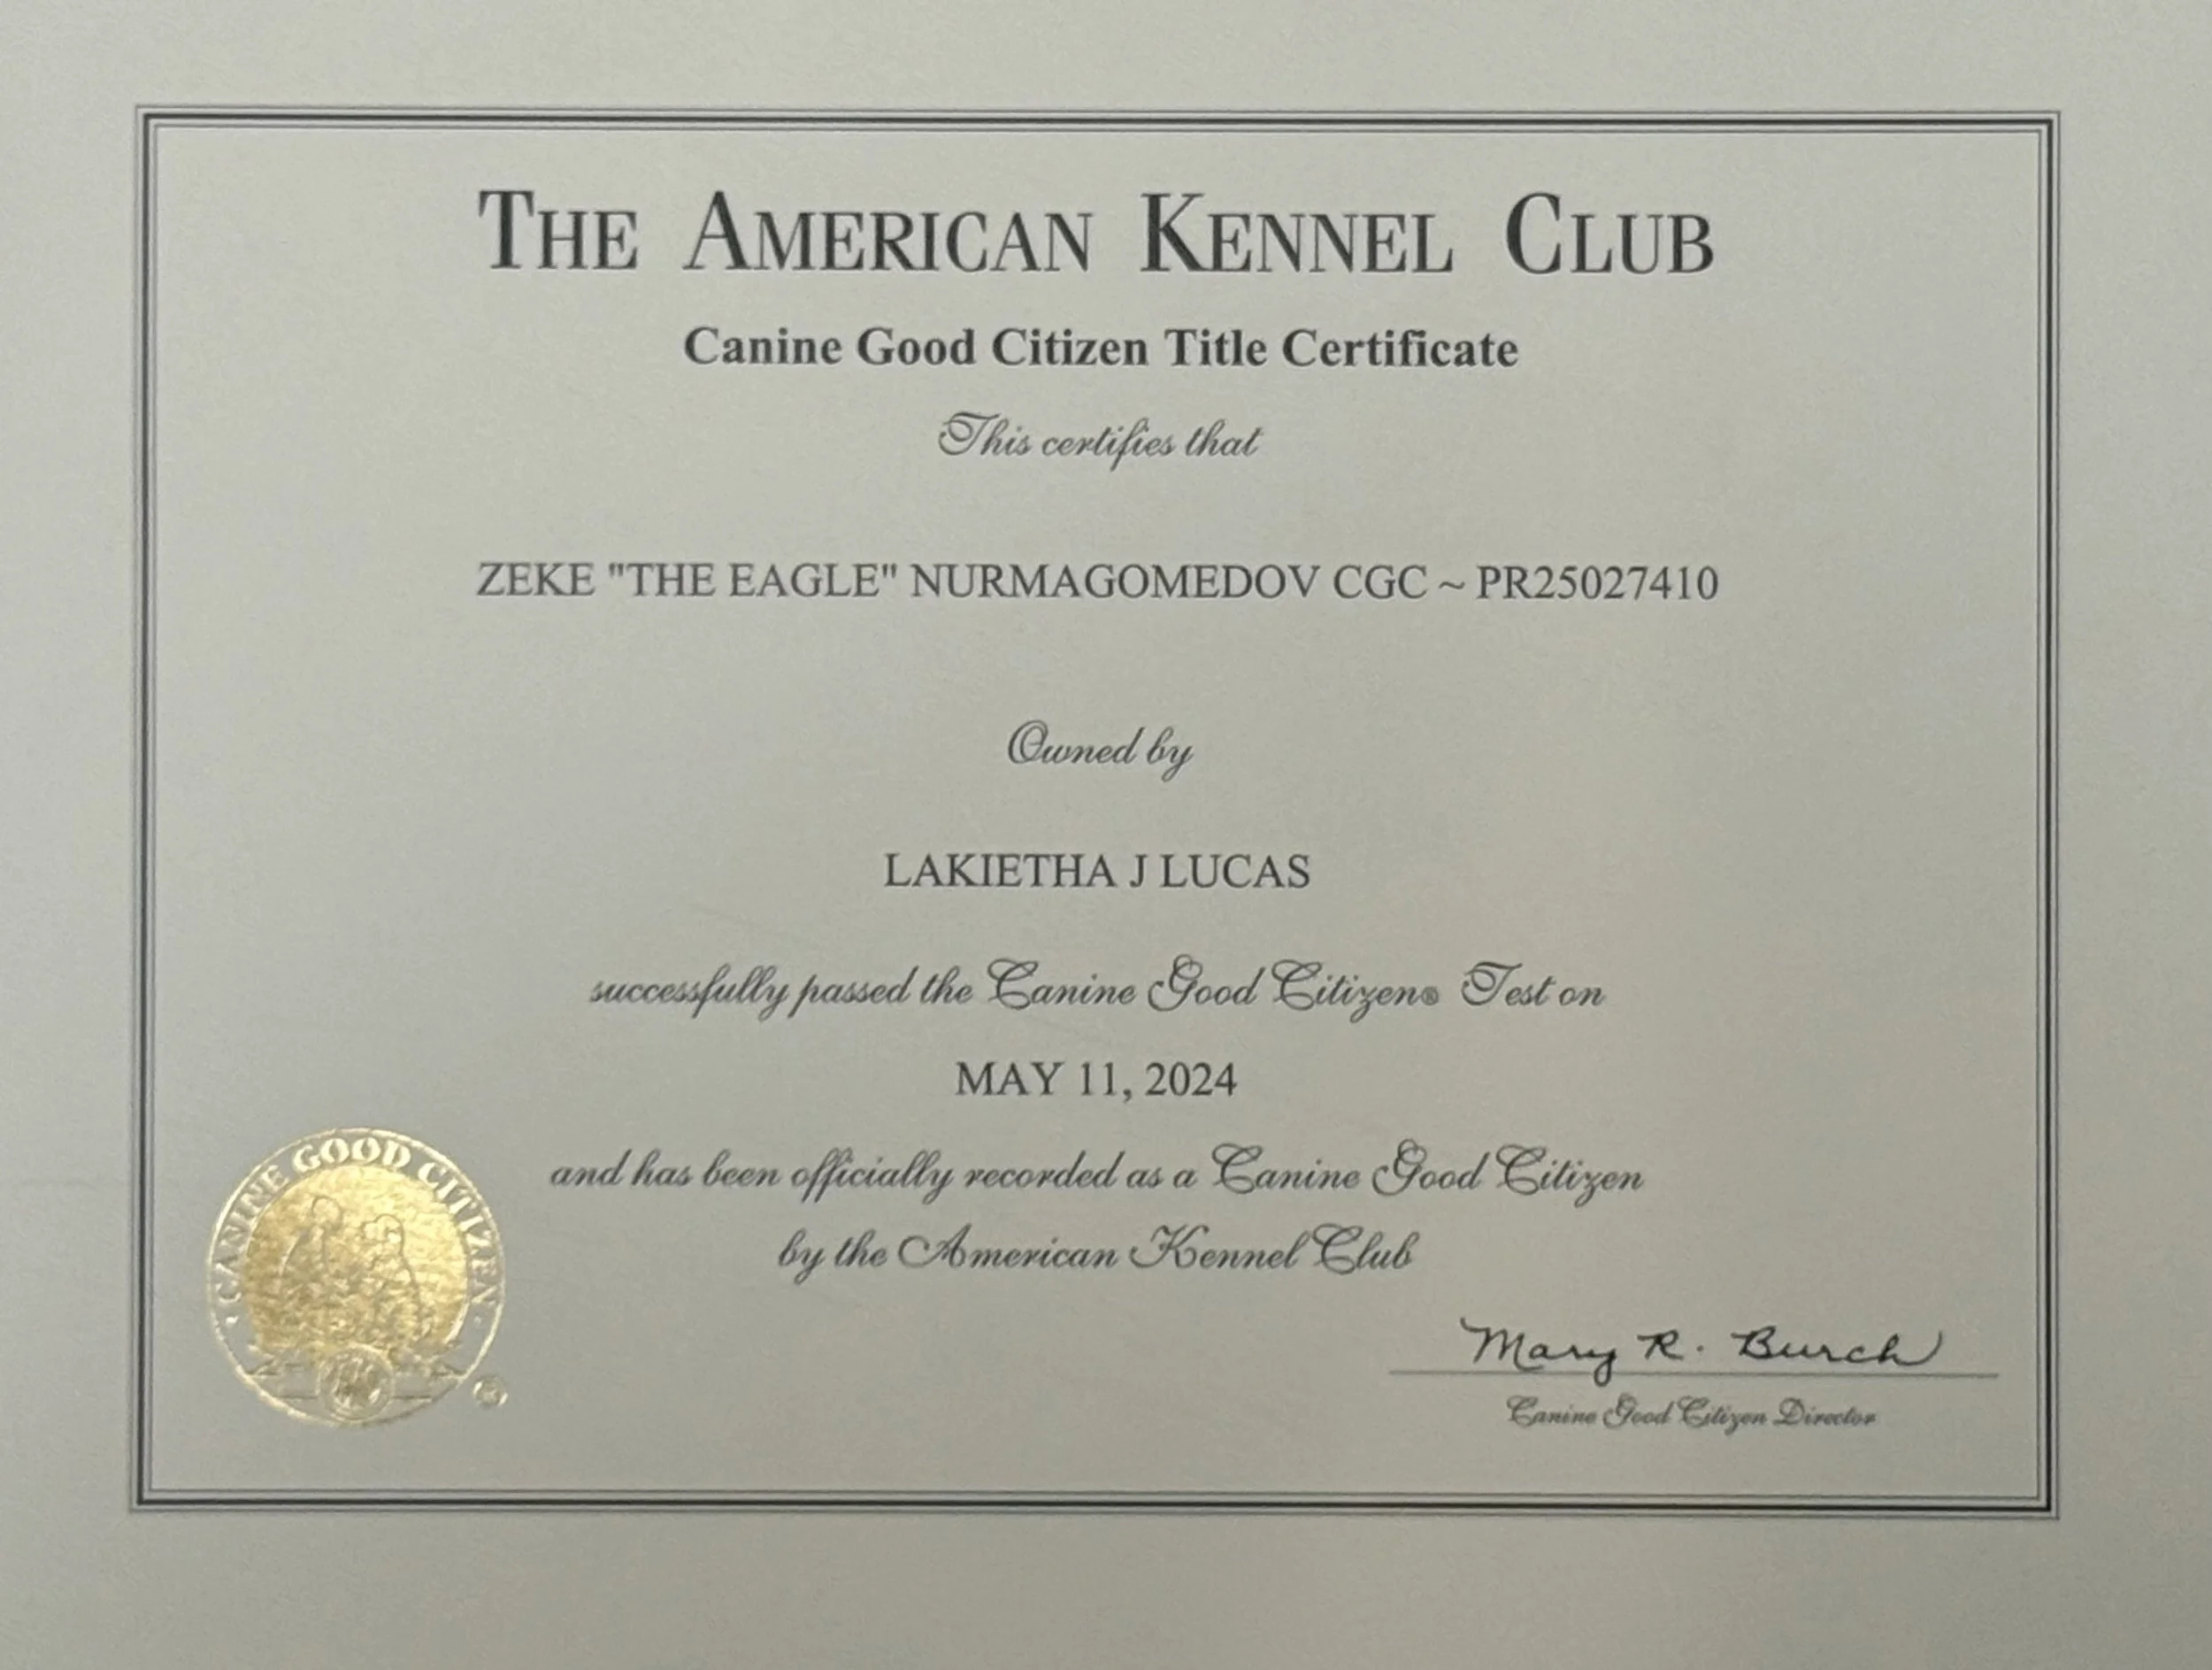 THE AMERICAN KENNEL CLUB
Canine Good Citizen Title Certificate
This certifies that
ZEKE "THE EAGLE" NURMAGOMEDOV CGC ~ PR25027410
Owned by
LAKIETHA J LUCAS
successfully passed the Canine Good Citizen® Test on
MAY 11, 2024
and has been officially recorded as a Canine Good Citizen
by the American Kennel Club
· CANINE GOOD CITIZEN ·
®
Mary R. Burch
Canine Good Citizen Director